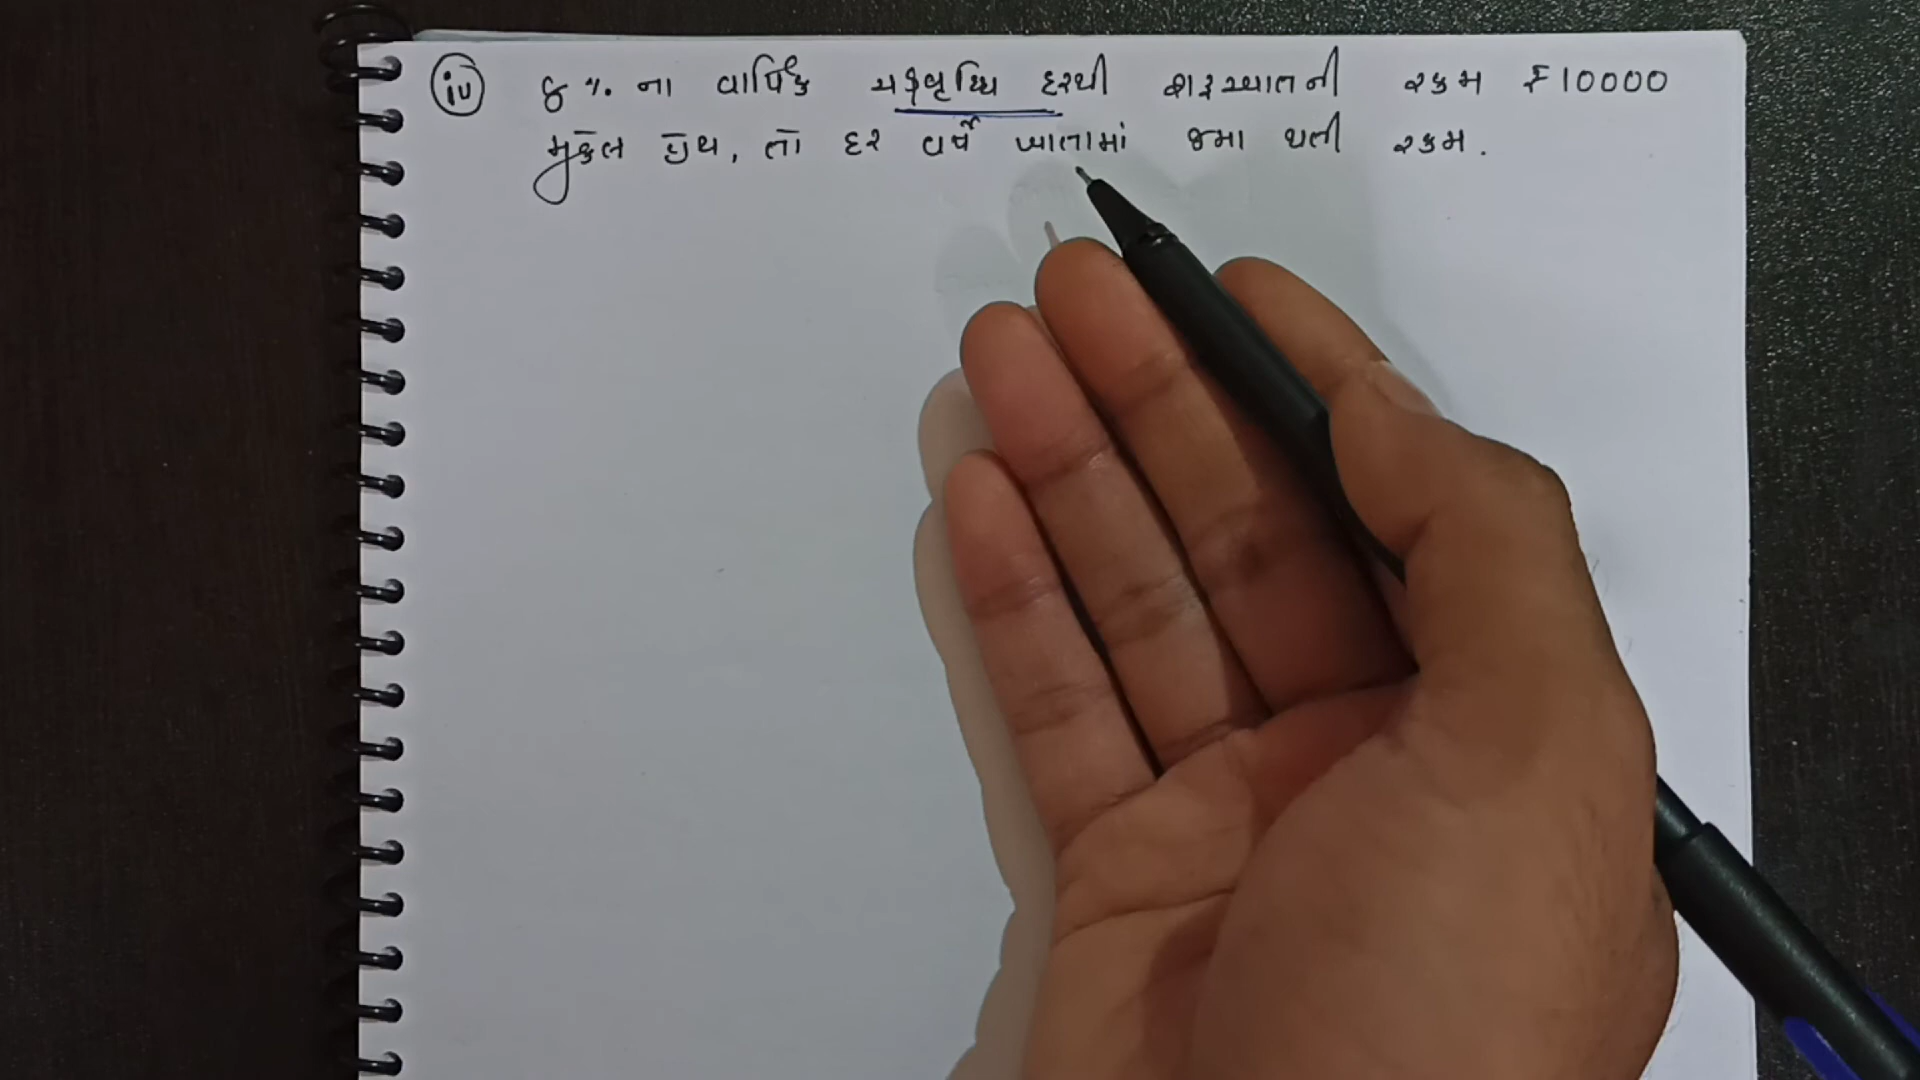 (iv) 8 % ના વાર્ષિક ચક્રવૃધ્ધિ દરથી શરૂઆતની રકમ ₹10000
મૂકેલ હોય, તો દર વર્ષે ખાતામાં જમા થતી રકમ.